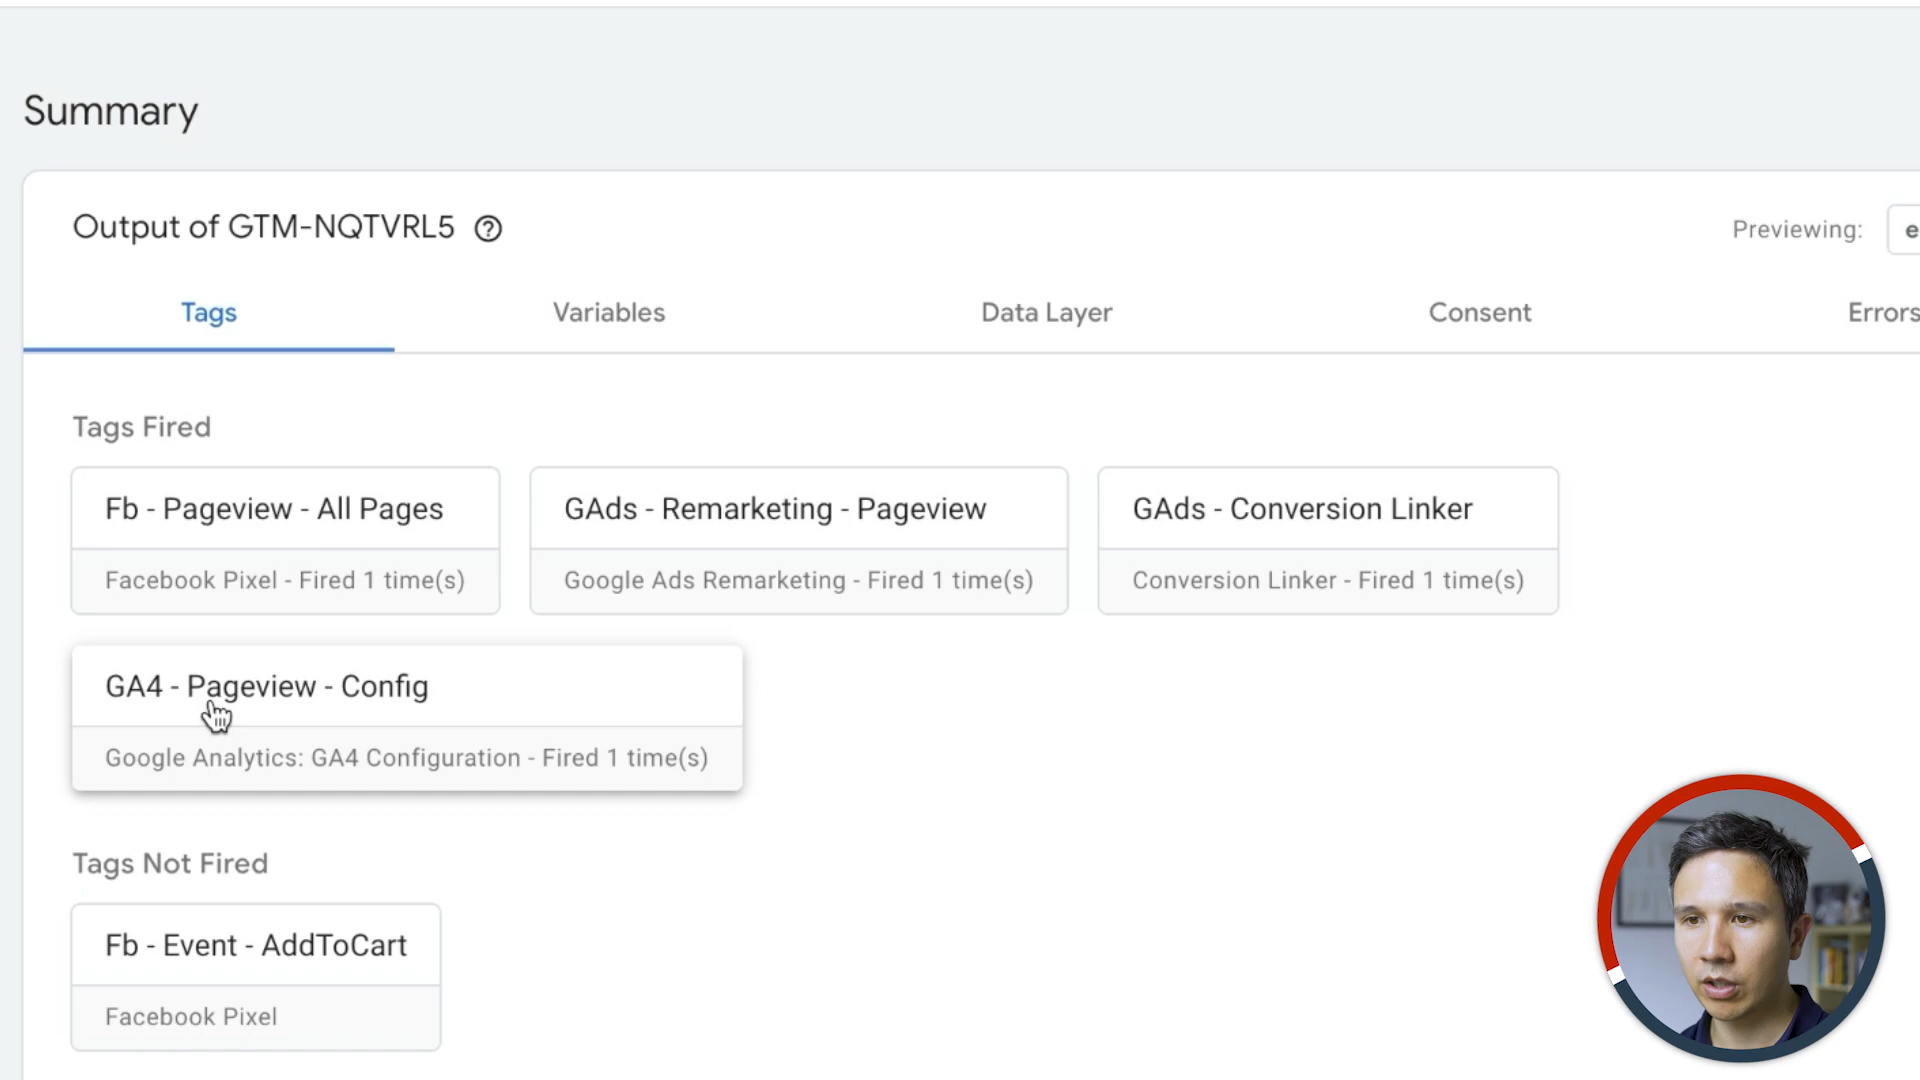 Summary
Output of GTM-NQTVRL5
Previewing:
Tags
Variables
Data Layer
Consent
Errors
Tags Fired
Fb - Pageview - All Pages
Facebook Pixel - Fired 1 time(s)
GAds - Remarketing - Pageview
Google Ads Remarketing - Fired 1 time(s)
GAds - Conversion Linker
Conversion Linker - Fired 1 time(s)
GA4 - Pageview - Config
Google Analytics: GA4 Configuration - Fired 1 time(s)
Tags Not Fired
Fb - Event - AddToCart
Facebook Pixel